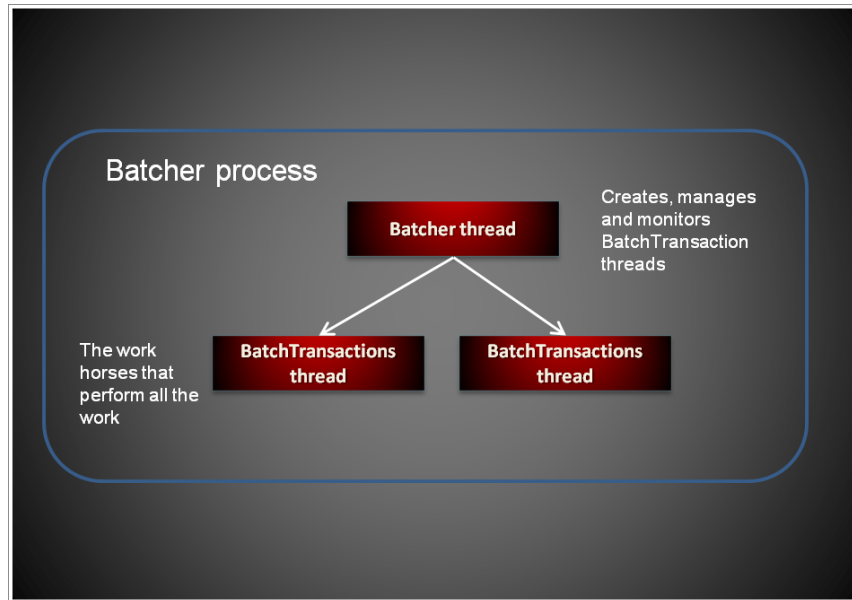 Batcher process
Batcher thread
Creates, manages
and monitors
BatchTransaction
threads
The work
horses that
perform all the
work
BatchTransactions
thread
BatchTransactions
thread